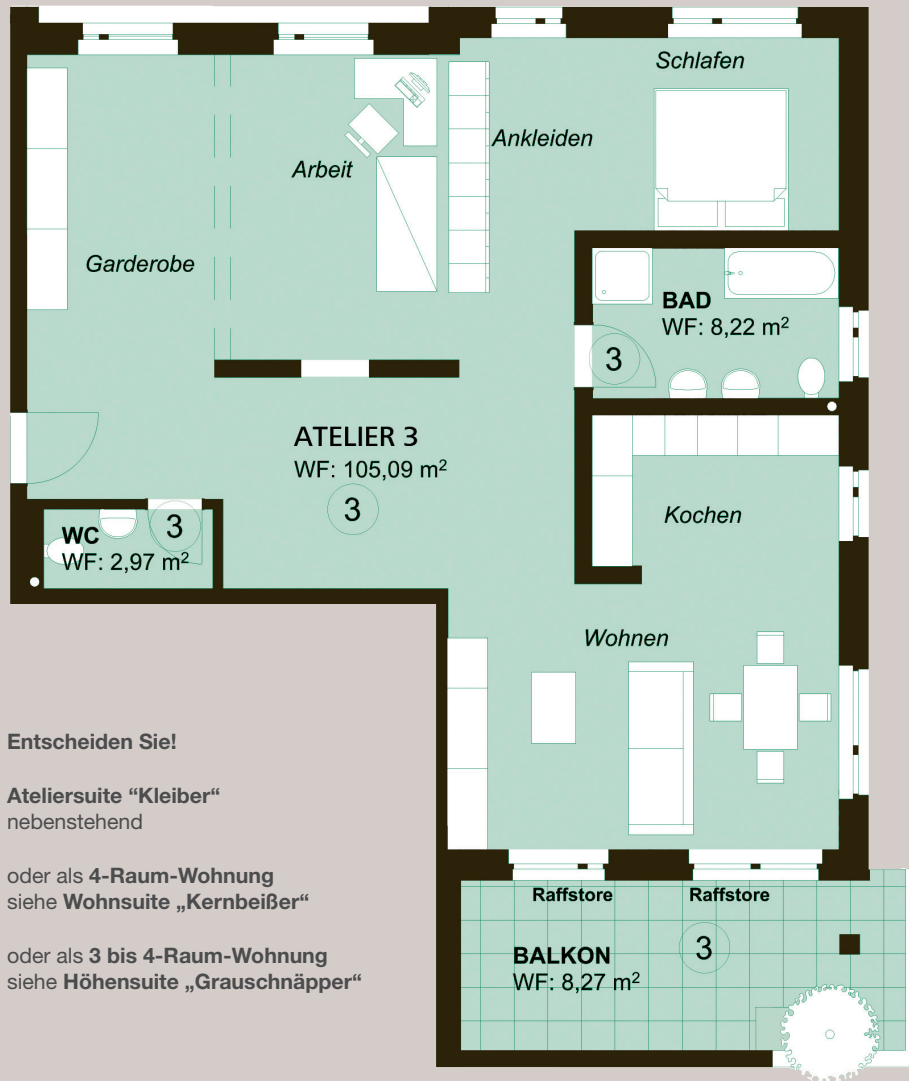 Schlafen
Ankleiden
Arbeit
Garderobe
BAD
WF: 8,22 m²
3
ATELIER 3
WF: 105,09 m²
3
Kochen
WC
WF: 2,97 m²
3
Wohnen
Entscheiden Sie!
Ateliersuite “Kleiber“
nebenstehend
oder als 4-Raum-Wohnung
siehe Wohnsuite „Kernbeißer“
oder als 3 bis 4-Raum-Wohnung
siehe Höhensuite „Grauschnäpper“
Raffstore Raffstore
BALKON
WF: 8,27 m²
3